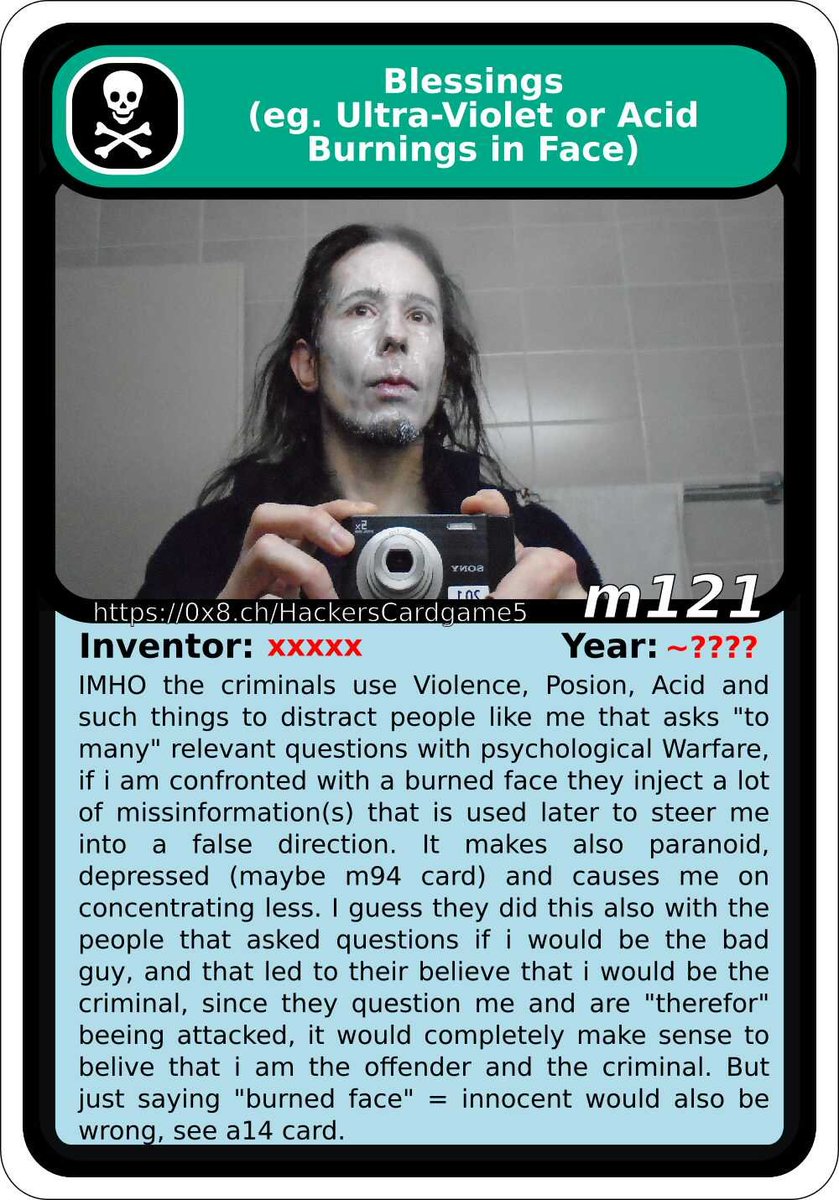 Blessings
(eg. Ultra-Violet or Acid
Burnings in Face)
5x
SONY
20.1
m121
https://0x8.ch/HackersCardgame5
Inventor: xxxxx Year: ~????
IMHO the criminals use Violence, Posion, Acid and
such things to distract people like me that asks "to
many" relevant questions with psychological Warfare,
if i am confronted with a burned face they inject a lot
of missinformation(s) that is used later to steer me
into a false direction. It makes also paranoid,
depressed (maybe m94 card) and causes me on
concentrating less. I guess they did this also with the
people that asked questions if i would be the bad
guy, and that led to their believe that i would be the
criminal, since they question me and are "therefor"
beeing attacked, it would completely make sense to
belive that i am the offender and the criminal. But
just saying "burned face" = innocent would also be
wrong, see a14 card.